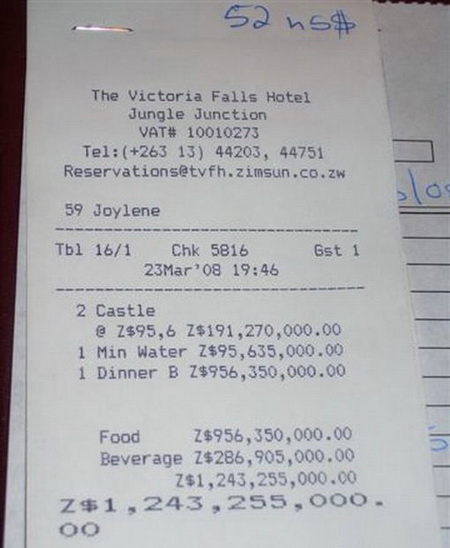 52 us$
The Victoria Falls Hotel
Jungle Junction
VAT# 10010273
Tel:(+263 13) 44203, 44751
Reservations@tvfh.zimsun.co.zw
59 Joylene
Tbl 16/1 Chk 5816 Gst 1
23Mar'08 19:46
2 Castle
@ Z$95,6 Z$191,270,000.00
1 Min Water Z$95,635,000.00
1 Dinner B Z$956,350,000.00
Food Z$956,350,000.00
Beverage Z$286,905,000.00
Z$1,243,255,000.00
Z$1,243,255,000.
00